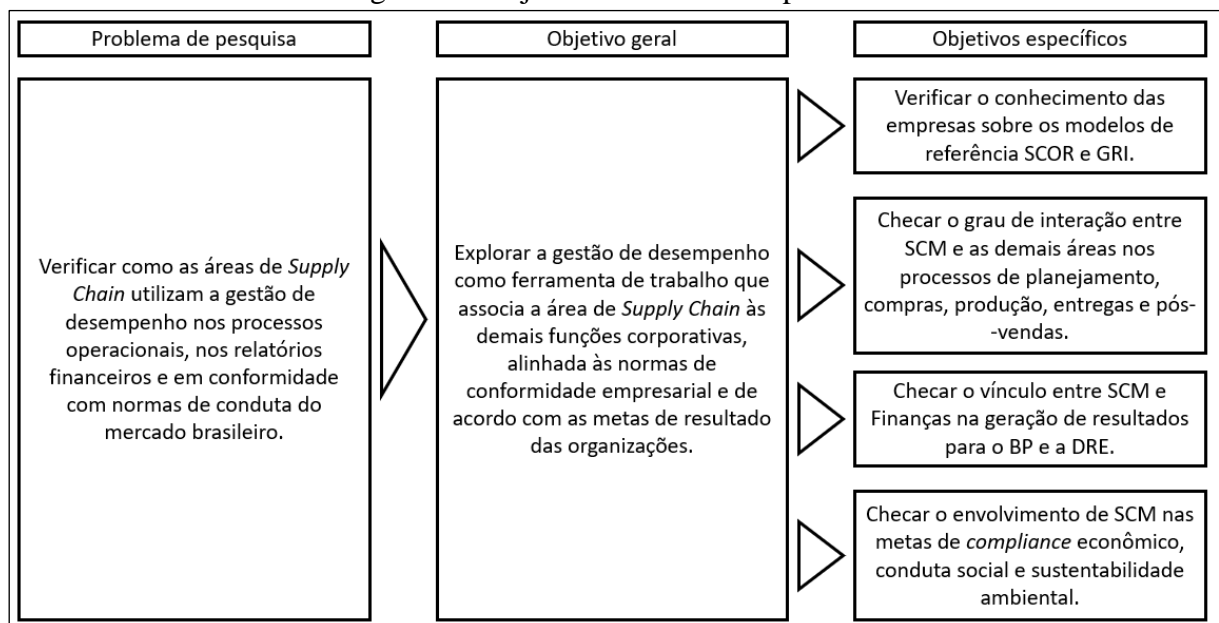 Problema de pesquisa
Objetivo geral
Objetivos específicos
Verificar como as áreas de Supply
Chain utilizam a gestão de
desempenho nos processos
operacionais, nos relatórios
financeiros e em conformidade
com normas de conduta do
mercado brasileiro.
Explorar a gestão de desempenho
como ferramenta de trabalho que
associa a área de Supply Chain às
demais funções corporativas,
alinhada às normas de
conformidade empresarial e de
acordo com as metas de resultado
das organizações.
Verificar o conhecimento das
empresas sobre os modelos de
referência SCOR e GRI.
Checar o grau de interação entre
SCM e as demais áreas nos
processos de planejamento,
compras, produção, entregas e pós-
-vendas.
Checar o vínculo entre SCM e
Finanças na geração de resultados
para o BP e a DRE.
Checar o envolvimento de SCM nas
metas de compliance econômico,
conduta social e sustentabilidade
ambiental.